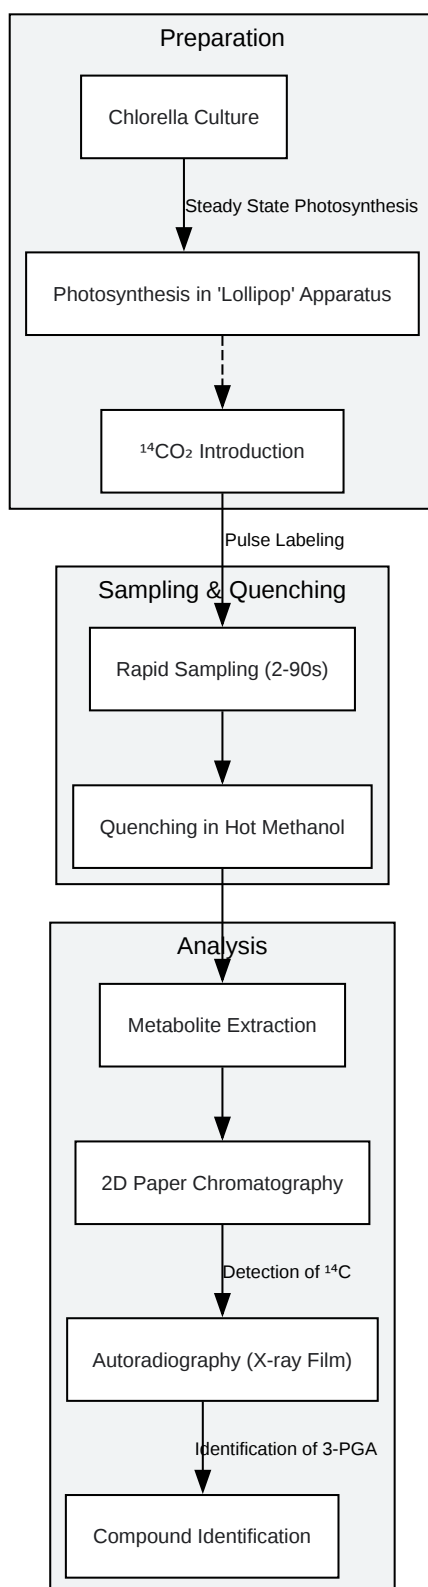 Preparation
Chlorella Culture
Steady State Photosynthesis
Photosynthesis in 'Lollipop' Apparatus
¹⁴CO₂ Introduction
Pulse Labeling
Sampling & Quenching
Rapid Sampling (2-90s)
Quenching in Hot Methanol
Analysis
Metabolite Extraction
2D Paper Chromatography
Detection of ¹⁴C
Autoradiography (X-ray Film)
Identification of 3-PGA
Compound Identification